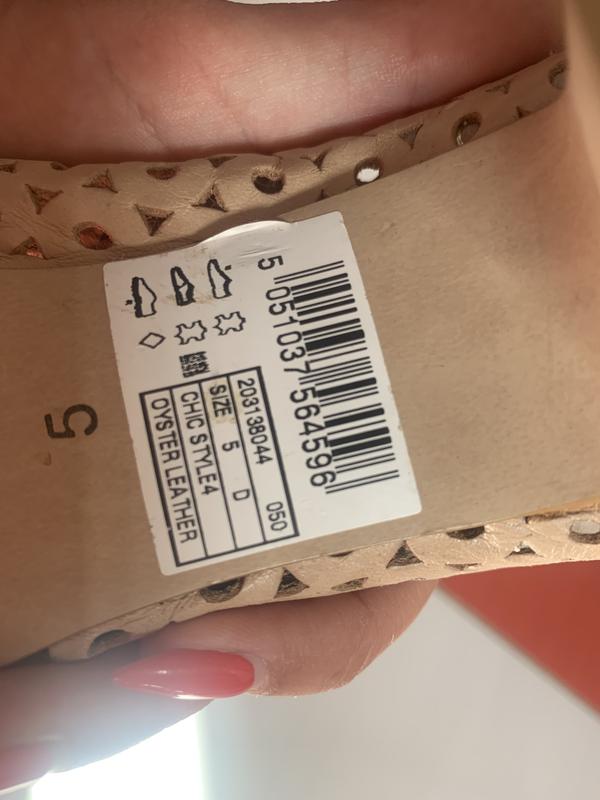 5 051037 564596
203138044 050
SIZE 5 D
CHIC STYLE4
OYSTER LEATHER
5